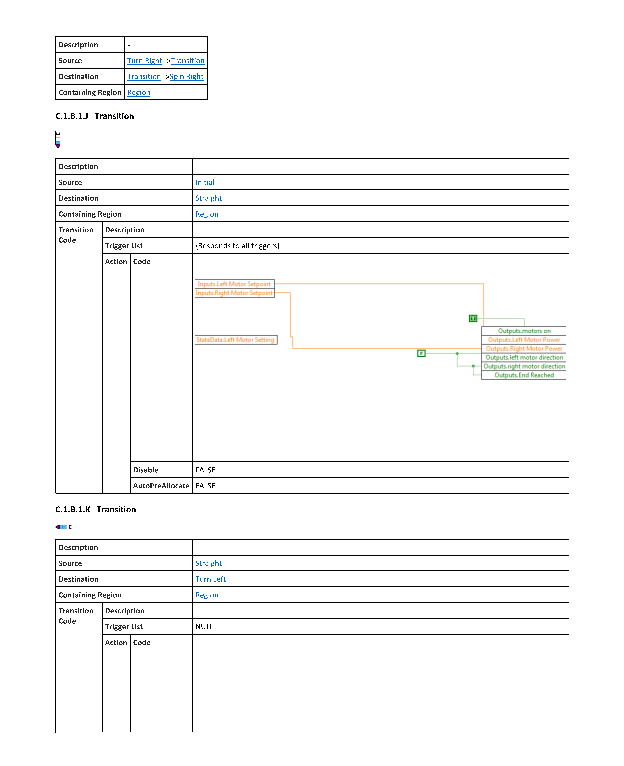 Description -
Source Turn Right ->Transition
Destination Transition ->Spin Right
Containing Region Region
C.1.B.1.J Transition
Description
Source Initial
Destination Straight
Containing Region Region
Transition Code Description
Trigger List (Responds to all triggers)
Action Code
Inputs.Left Motor Setpoint
Inputs.Right Motor Setpoint
Outputs.motors on
StateData.Left Motor Setting
Outputs.Left Motor Power
Outputs.Right Motor Power
F
Outputs.left motor direction
Outputs.right motor direction
Outputs.End Reached
Disable FALSE
AutoPreAllocate FALSE
C.1.B.1.K Transition
Description
Source Straight
Destination Turn Left
Containing Region Region
Transition Code Description
Trigger List NULL
Action Code